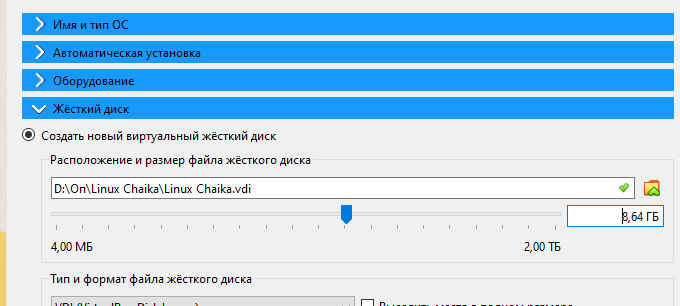 Имя и тип ОС
Автоматическая установка
Оборудование
Жёсткий диск
Создать новый виртуальный жёсткий диск
Расположение и размер файла жёсткого диска
D:\On\Linux Chaika\Linux Chaika.vdi
8,64 ГБ
4,00 МБ 2,00 ТБ
Тип и формат файла жёсткого диска